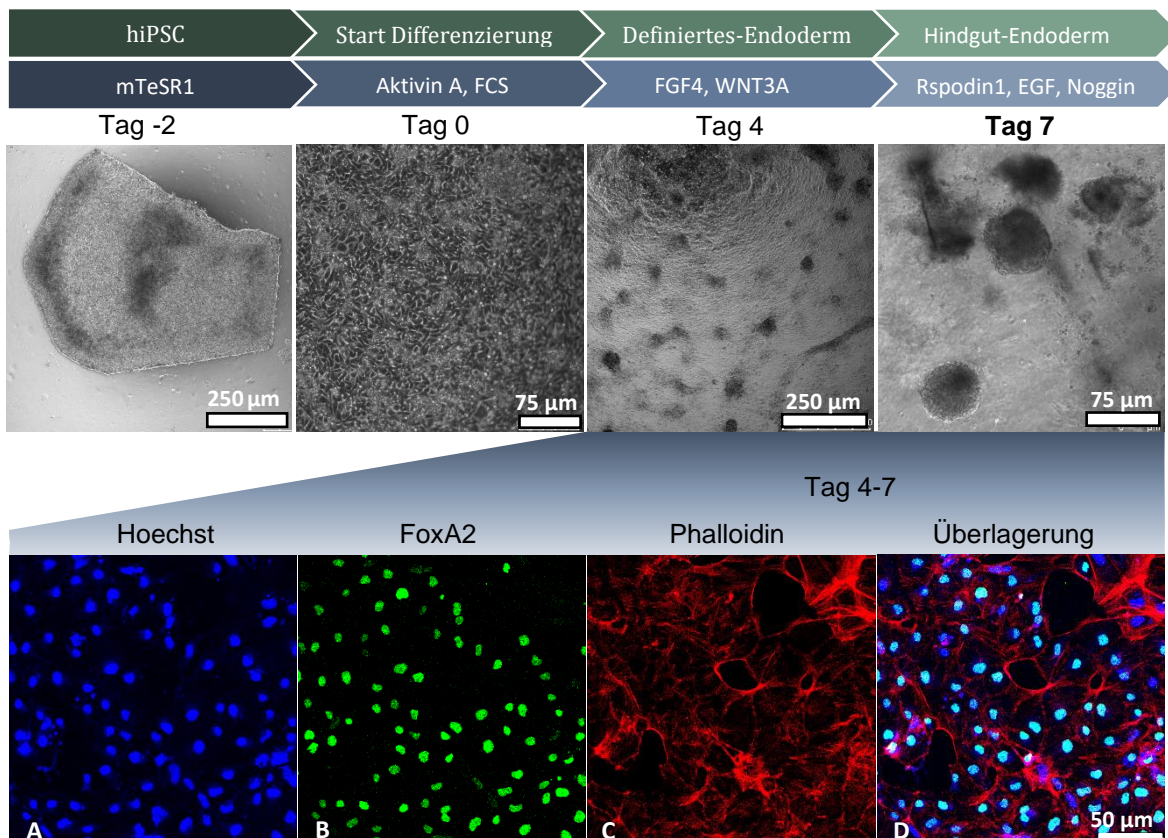 hiPSC Start Differenzierung Definiertes-Endoderm Hindgut-Endoderm
mTeSR1 Aktivin A, FCS FGF4, WNT3A Rspodin1, EGF, Noggin
Tag -2 Tag 0 Tag 4 Tag 7
250 µm 75 µm 250 µm 75 µm
Tag 4-7
Hoechst FoxA2 Phalloidin Überlagerung
A B C D 50 µm